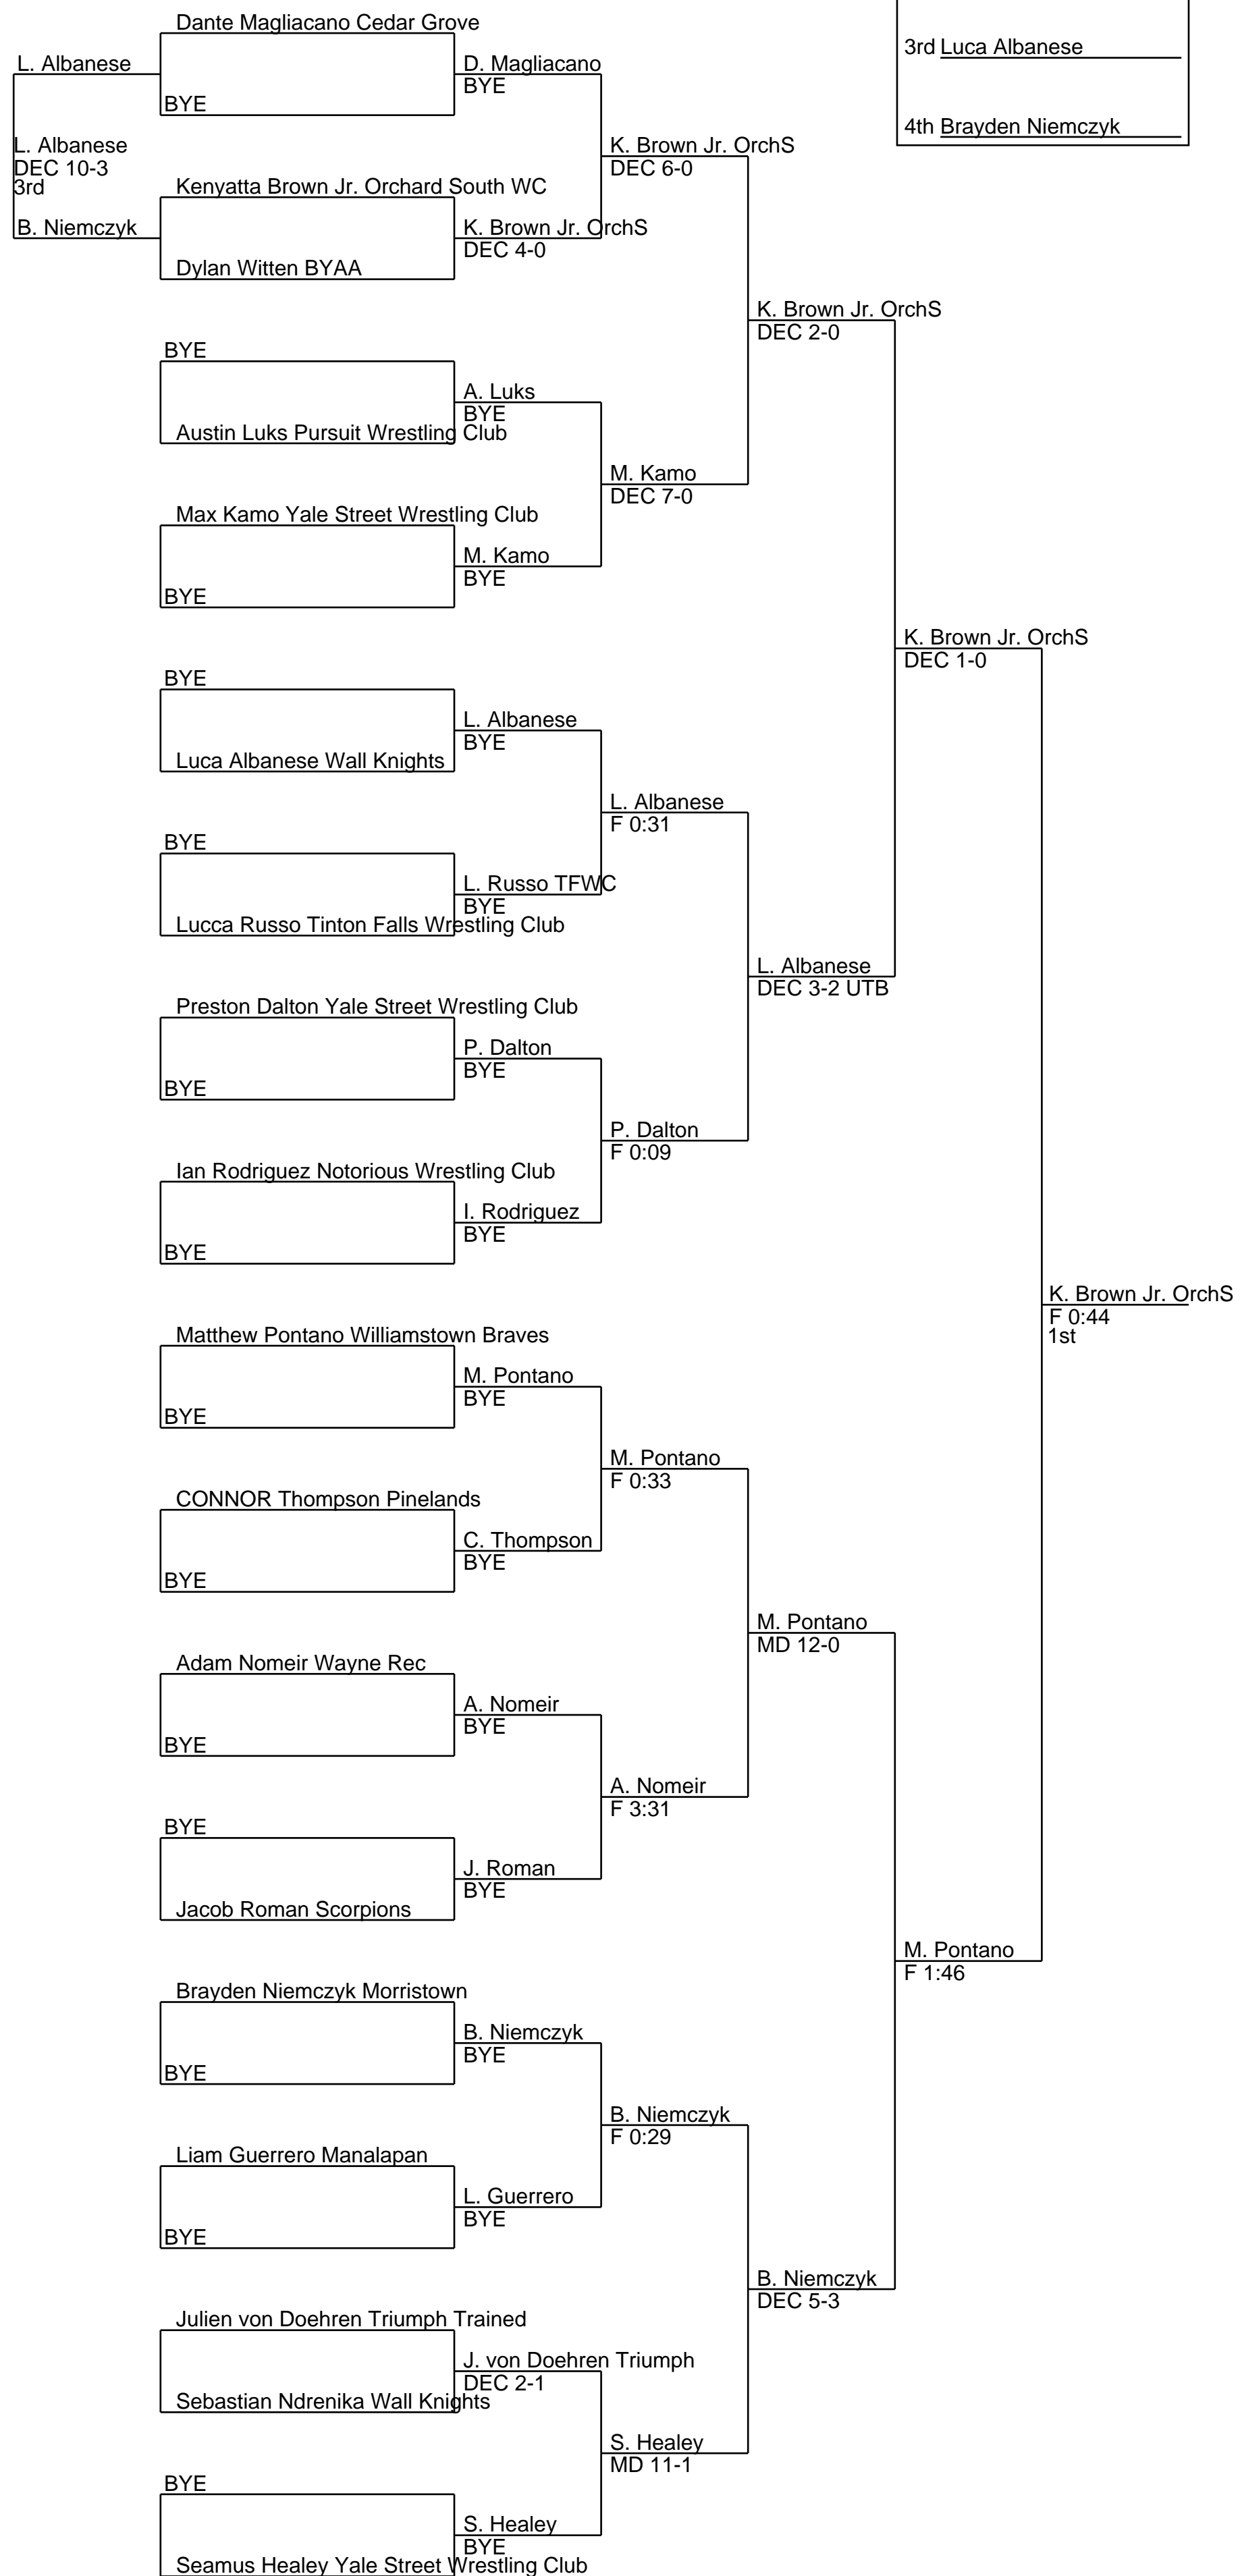 Dante Magliacano Cedar Grove
3rd Luca Albanese
L. Albanese
D. Magliacano
BYE
BYE
4th Brayden Niemczyk
L. Albanese
DEC 10-3
3rd
K. Brown Jr. OrchS
DEC 6-0
Kenyatta Brown Jr. Orchard South WC
B. Niemczyk
K. Brown Jr. OrchS
DEC 4-0
Dylan Witten BYAA
K. Brown Jr. OrchS
DEC 2-0
BYE
A. Luks
BYE
Austin Luks Pursuit Wrestling Club
M. Kamo
DEC 7-0
Max Kamo Yale Street Wrestling Club
M. Kamo
BYE
BYE
K. Brown Jr. OrchS
DEC 1-0
BYE
L. Albanese
BYE
Luca Albanese Wall Knights
L. Albanese
F 0:31
BYE
L. Russo TFWC
BYE
Lucca Russo Tinton Falls Wrestling Club
L. Albanese
DEC 3-2 UTB
Preston Dalton Yale Street Wrestling Club
P. Dalton
BYE
BYE
P. Dalton
F 0:09
Ian Rodriguez Notorious Wrestling Club
I. Rodriguez
BYE
BYE
K. Brown Jr. OrchS
F 0:44
1st
Matthew Pontano Williamstown Braves
M. Pontano
BYE
BYE
M. Pontano
F 0:33
CONNOR Thompson Pinelands
C. Thompson
BYE
BYE
M. Pontano
MD 12-0
Adam Nomeir Wayne Rec
A. Nomeir
BYE
BYE
A. Nomeir
F 3:31
BYE
J. Roman
BYE
Jacob Roman Scorpions
M. Pontano
F 1:46
Brayden Niemczyk Morristown
B. Niemczyk
BYE
BYE
B. Niemczyk
F 0:29
Liam Guerrero Manalapan
L. Guerrero
BYE
BYE
B. Niemczyk
DEC 5-3
Julien von Doehren Triumph Trained
J. von Doehren Triumph
DEC 2-1
Sebastian Ndrenika Wall Knights
S. Healey
MD 11-1
BYE
S. Healey
BYE
Seamus Healey Yale Street Wrestling Club